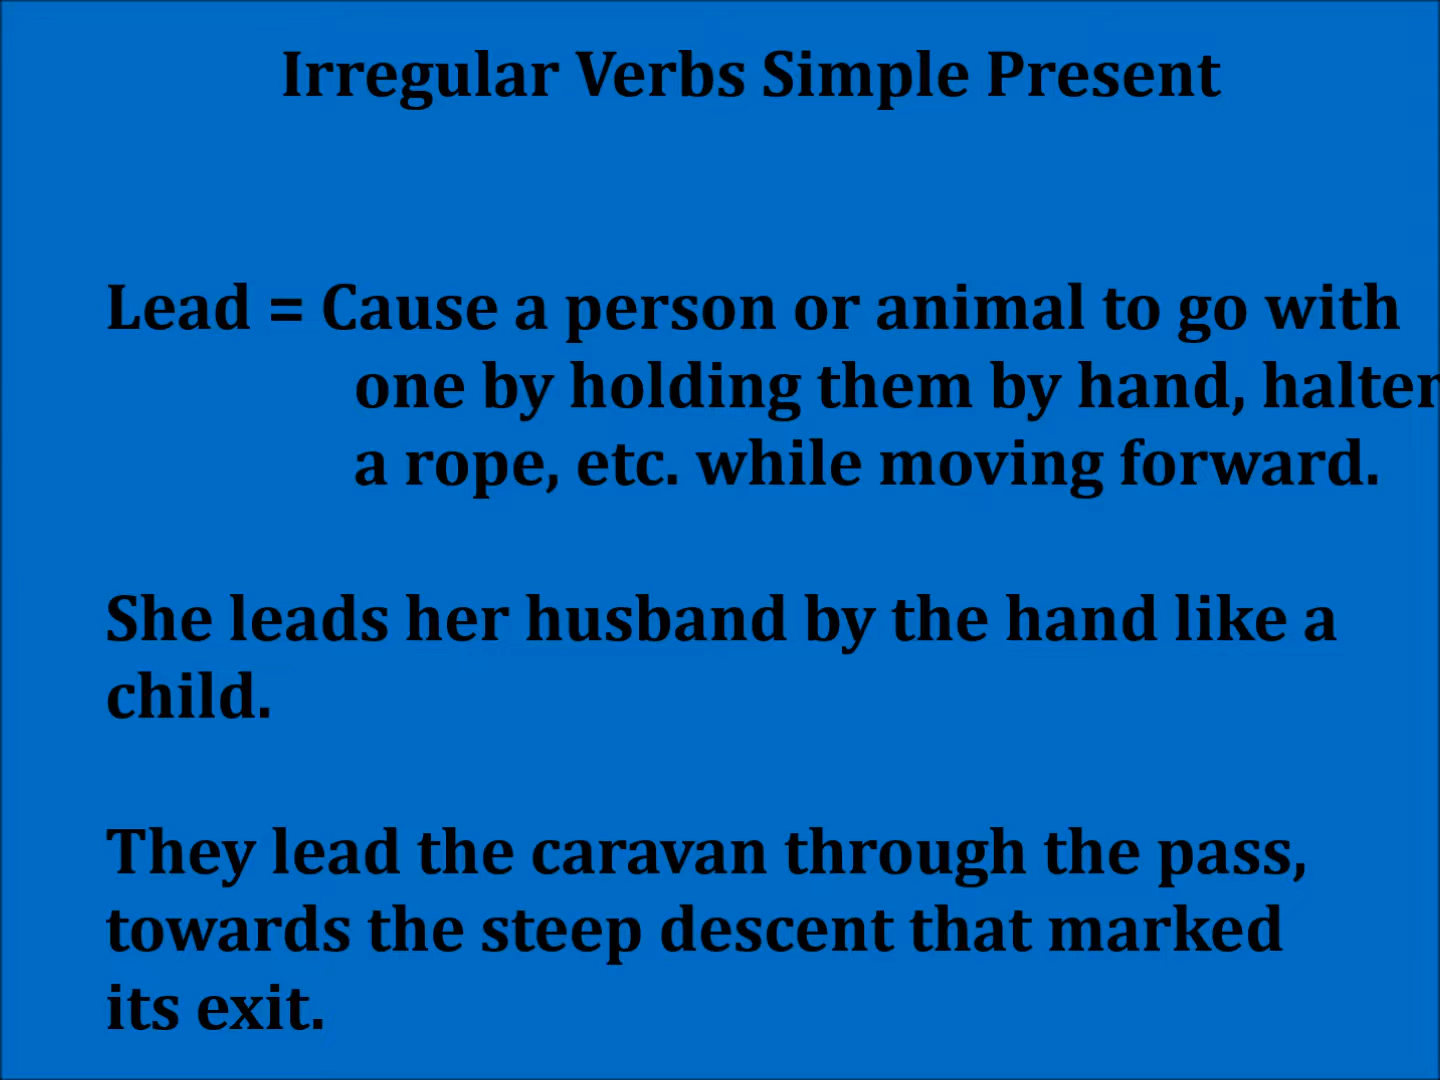 Irregular Verbs Simple Present
Lead = Cause a person or animal to go with
one by holding them by hand, halter
a rope, etc. while moving forward.
She leads her husband by the hand like a
child.
They lead the caravan through the pass,
towards the steep descent that marked
its exit.